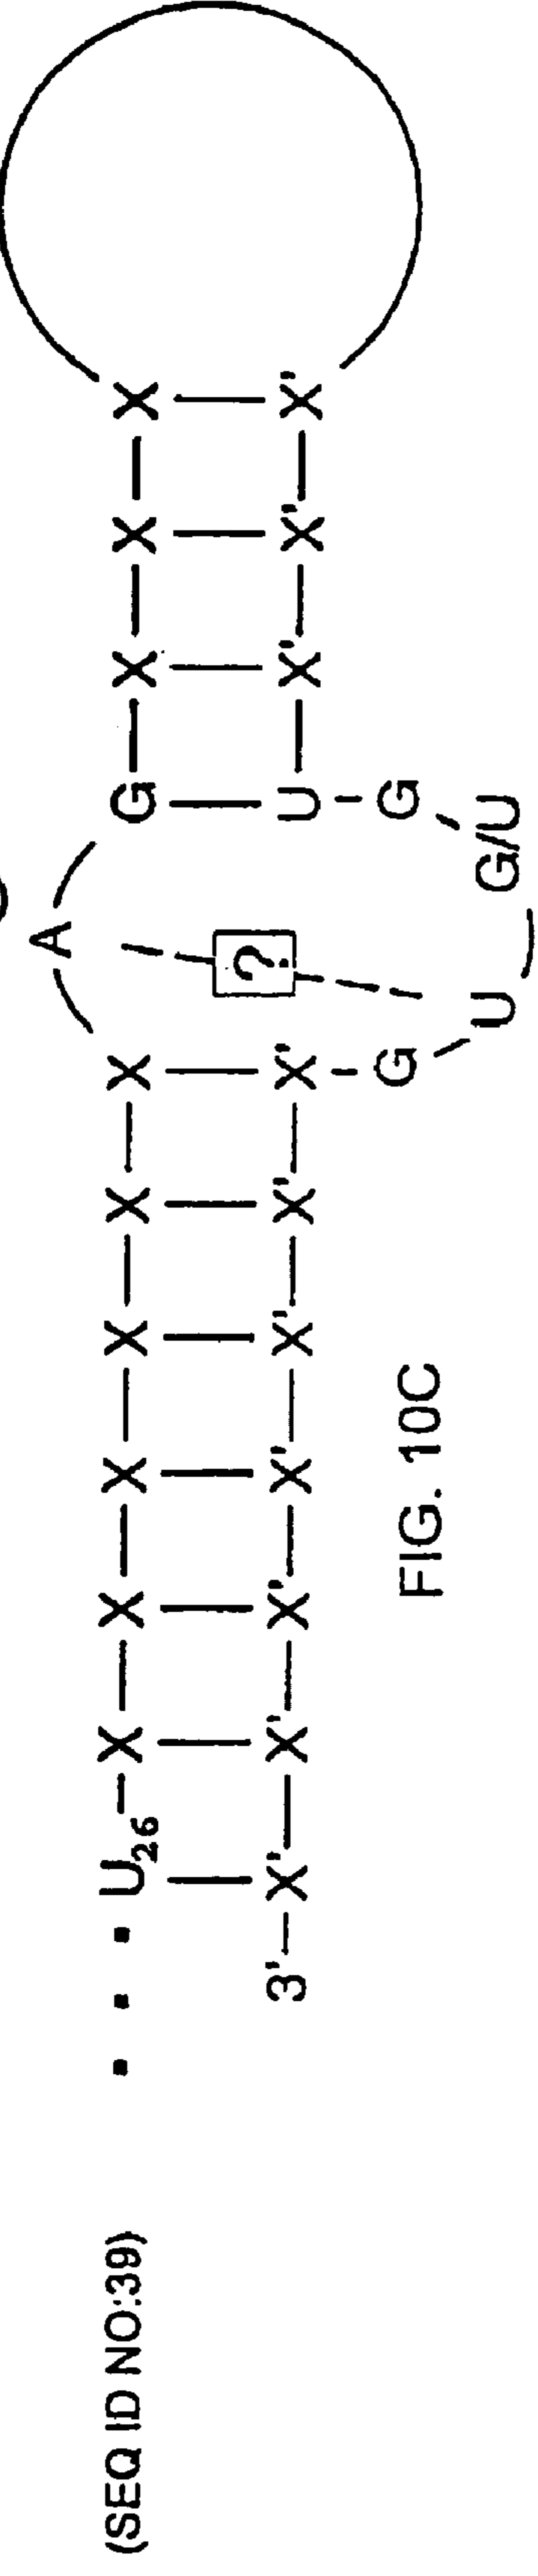 A
(SEQ ID NO:39) . . . U26–X—X—X—X—X—X G—X—X—X
?
3'–X'—X'—X'—X'—X'—X'—X' U—X'—X'—X'
G G
U G/U
FIG. 10C